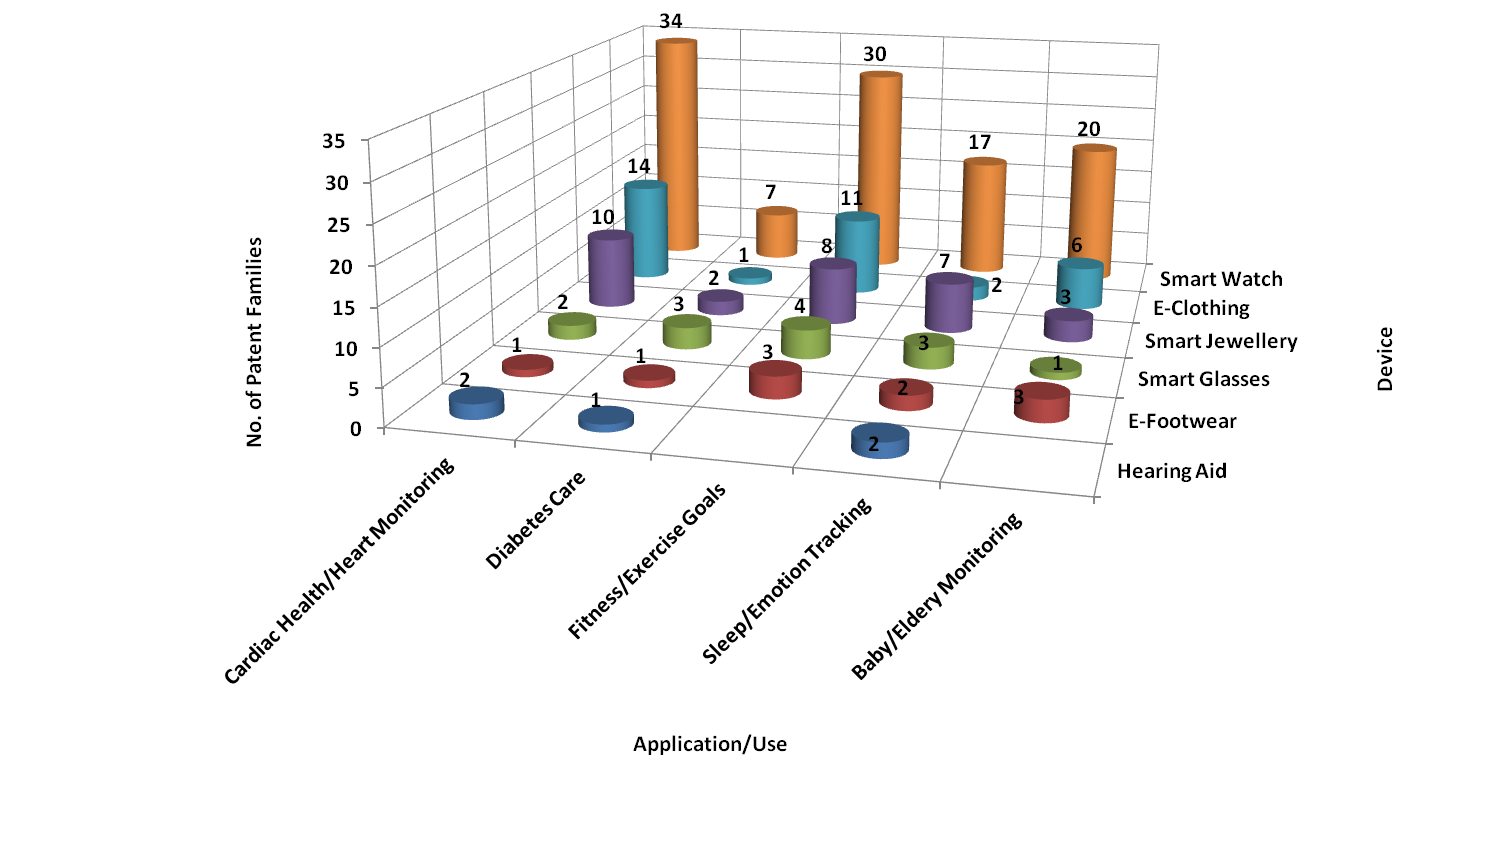 34
30
17
20
14
7
11
10
1
8
7
2
6
2
2
3
3
4
3
1
1
1
3
2
3
2
1
2
35
30
25
20
15
10
5
0
No. of Patent Families
Smart Watch
E-Clothing
Smart Jewellery
Smart Glasses
E-Footwear
Hearing Aid
Device
Cardiac Health/Heart Monitoring
Diabetes Care
Fitness/Exercise Goals
Sleep/Emotion Tracking
Baby/Eldery Monitoring
Application/Use